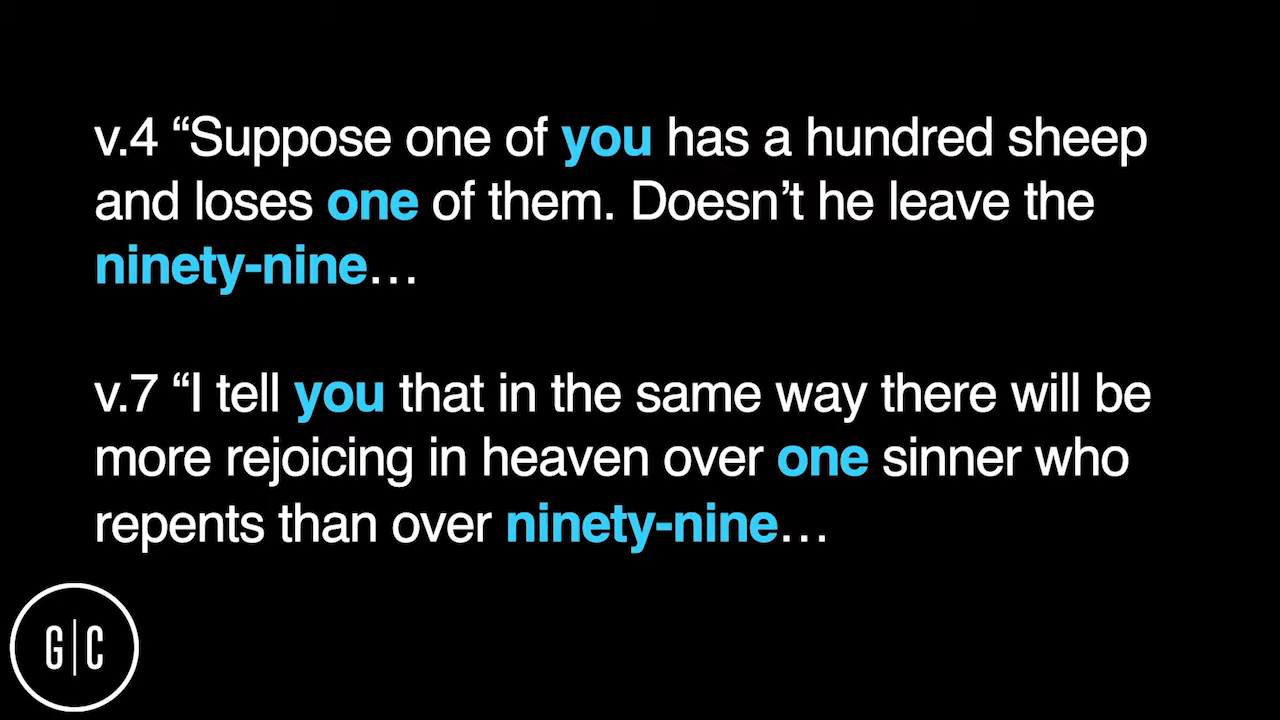 v.4 “Suppose one of you has a hundred sheep
and loses one of them. Doesn’t he leave the
ninety-nine…
v.7 “I tell you that in the same way there will be
more rejoicing in heaven over one sinner who
repents than over ninety-nine…
G|C